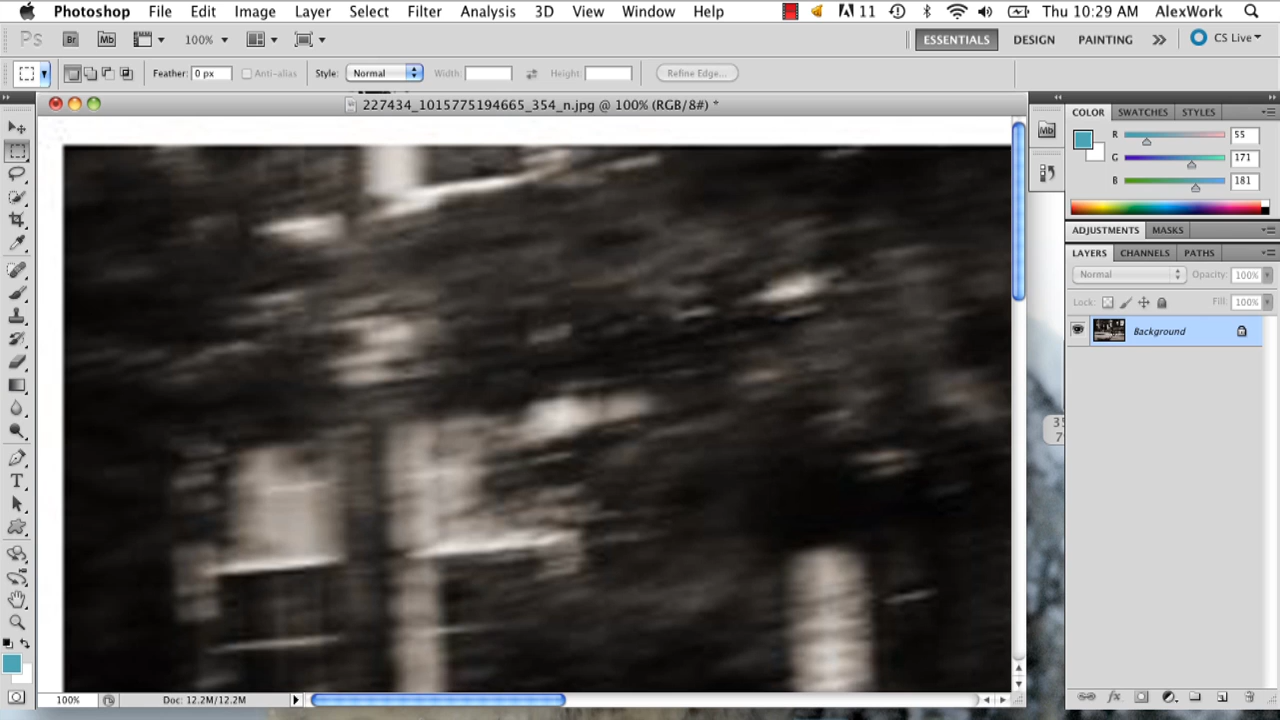 Photoshop File Edit Image Layer Select Filter Analysis 3D View Window Help 11 Thu 10:29 AM AlexWork
Ps Br Mb 100% ESSENTIALS DESIGN PAINTING CS Live
Feather: 0 px Anti-alias Style: Normal Width: Height: Refine Edge...
227434_1015775194665_354_n.jpg @ 100% (RGB/8#) *
Mb
COLOR SWATCHES STYLES
R 55
G 171
B 181
ADJUSTMENTS MASKS
LAYERS CHANNELS PATHS
Normal Opacity: 100%
Lock: Fill: 100%
Background
T
100% Doc: 12.2M/12.2M
fx